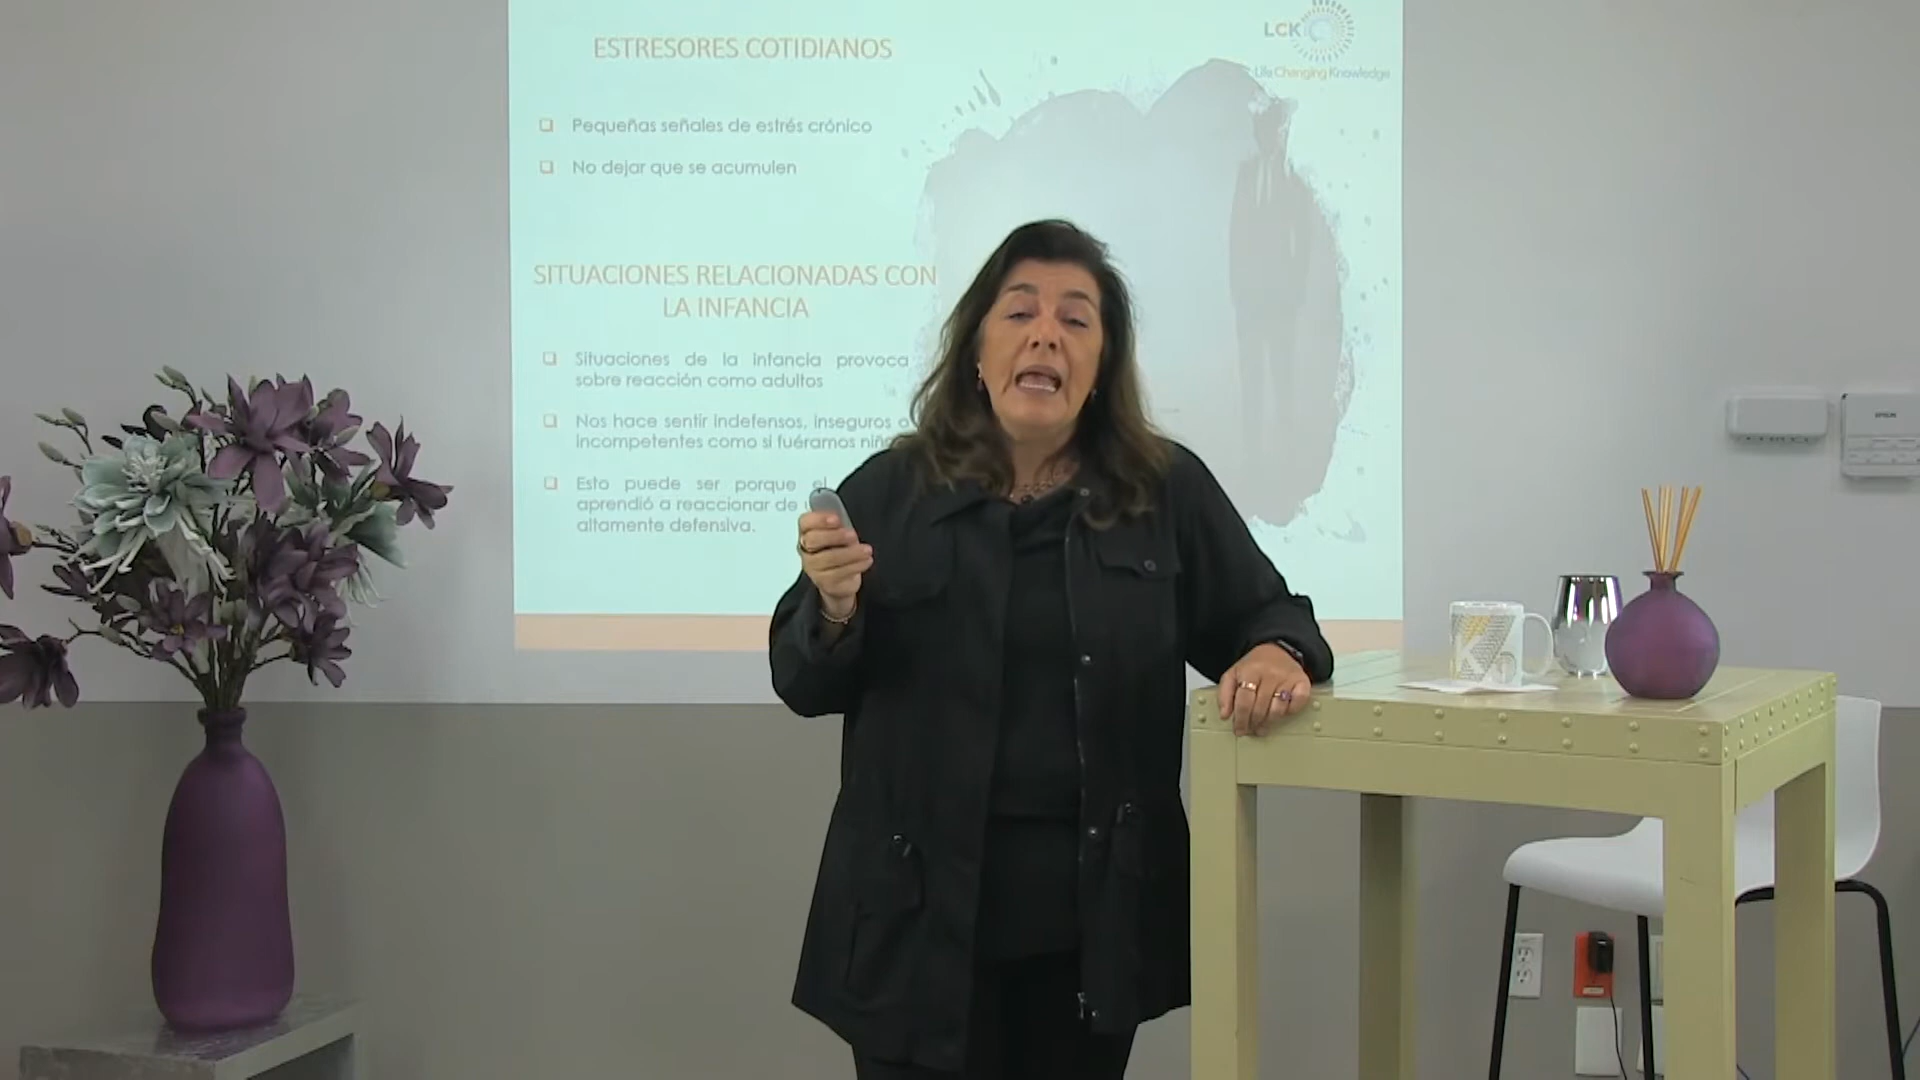 LCK
Life Changing Knowledge
ESTRESORES COTIDIANOS
Pequeñas señales de estrés crónico
No dejar que se acumulen
SITUACIONES RELACIONADAS CON
LA INFANCIA
Situaciones de la infancia provoca
sobre reacción como adultos
Nos hace sentir indefensos, inseguros o
incompetentes como si fuéramos
Esto puede ser porque el
aprendió a reaccionar de
altamente defensiva.
EPSON
K